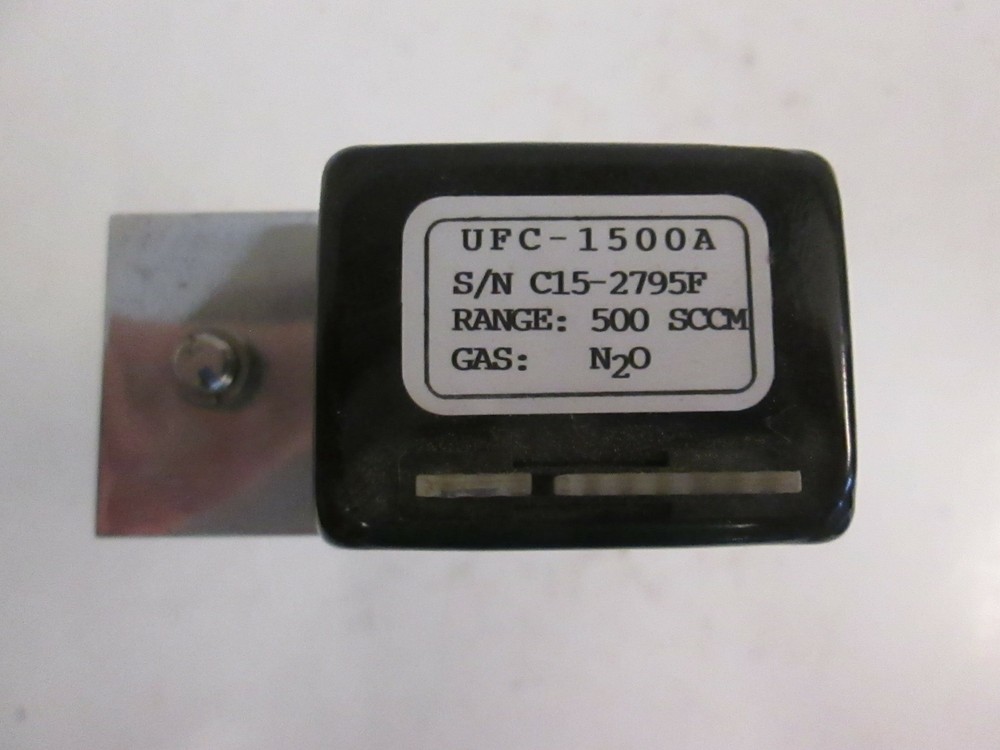 UFC-1500A
S/N C15-2795F
RANGE: 500 SCCM
GAS: N2O